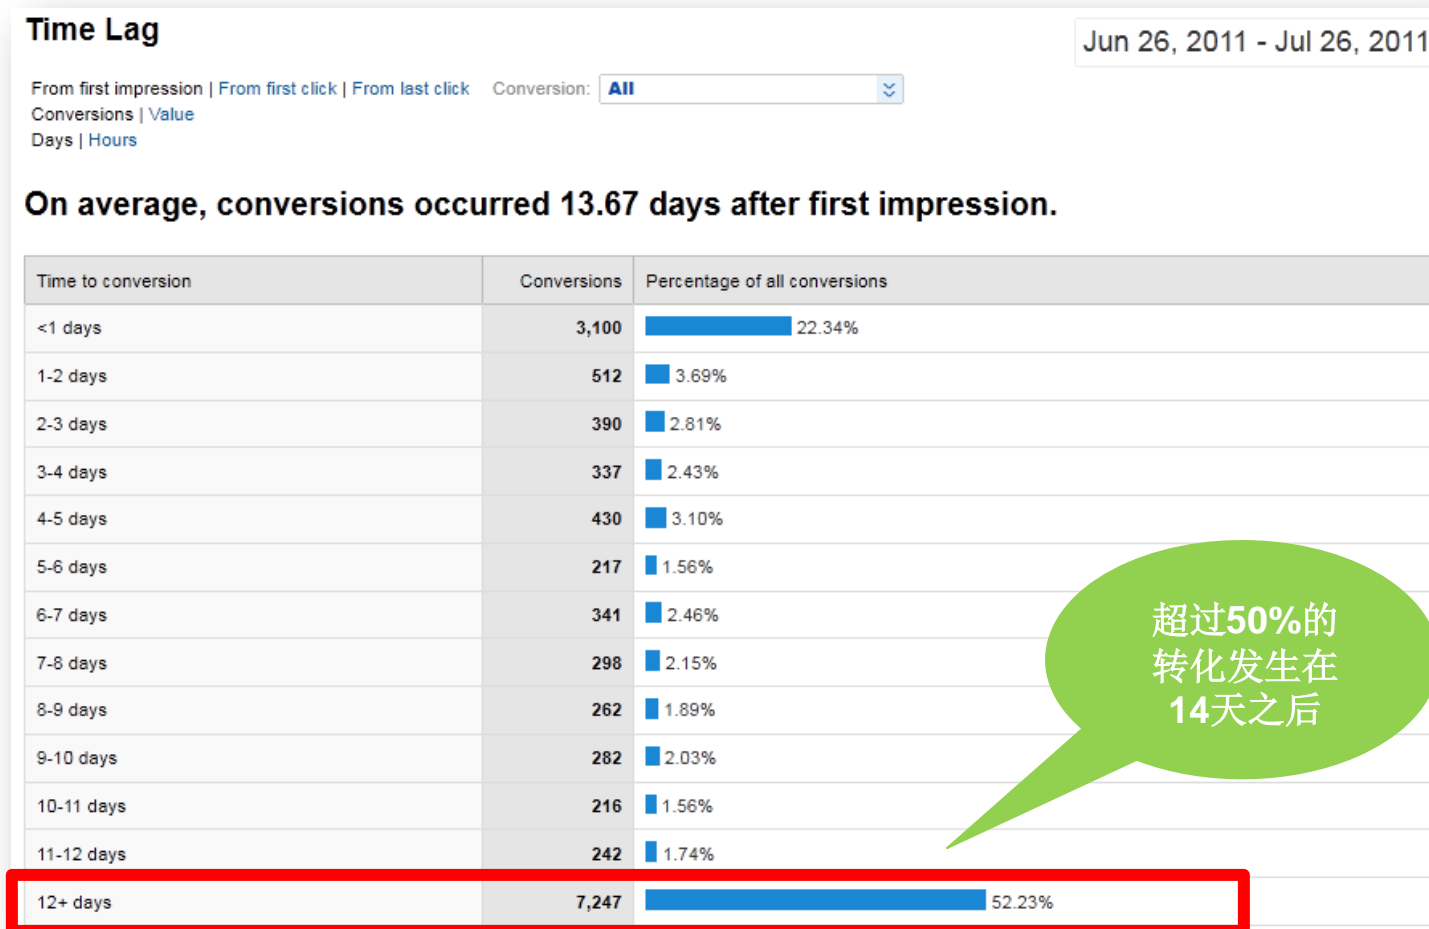 Time Lag
Jun 26, 2011 - Jul 26, 2011
From first impression | From first click | From last click Conversion: All
Conversions | Value
Days | Hours
On average, conversions occurred 13.67 days after first impression.
Time to conversion Conversions Percentage of all conversions
<1 days 3,100 22.34%
1-2 days 512 3.69%
2-3 days 390 2.81%
3-4 days 337 2.43%
4-5 days 430 3.10%
5-6 days 217 1.56%
6-7 days 341 2.46%
7-8 days 298 2.15%
8-9 days 262 1.89%
9-10 days 282 2.03%
10-11 days 216 1.56%
11-12 days 242 1.74%
12+ days 7,247 52.23%
超过50%的
转化发生在
14天之后